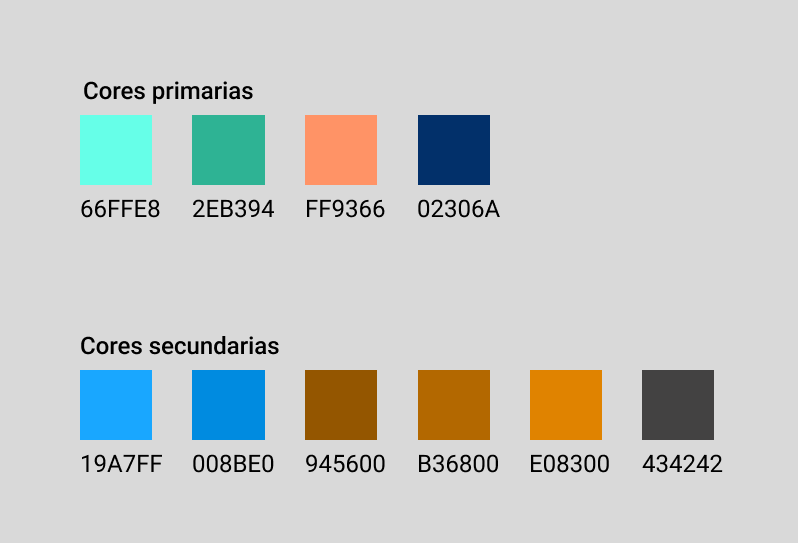 Cores primarias
66FFE8 2EB394 FF9366 02306A
Cores secundarias
19A7FF 008BE0 945600 B36800 E08300 434242